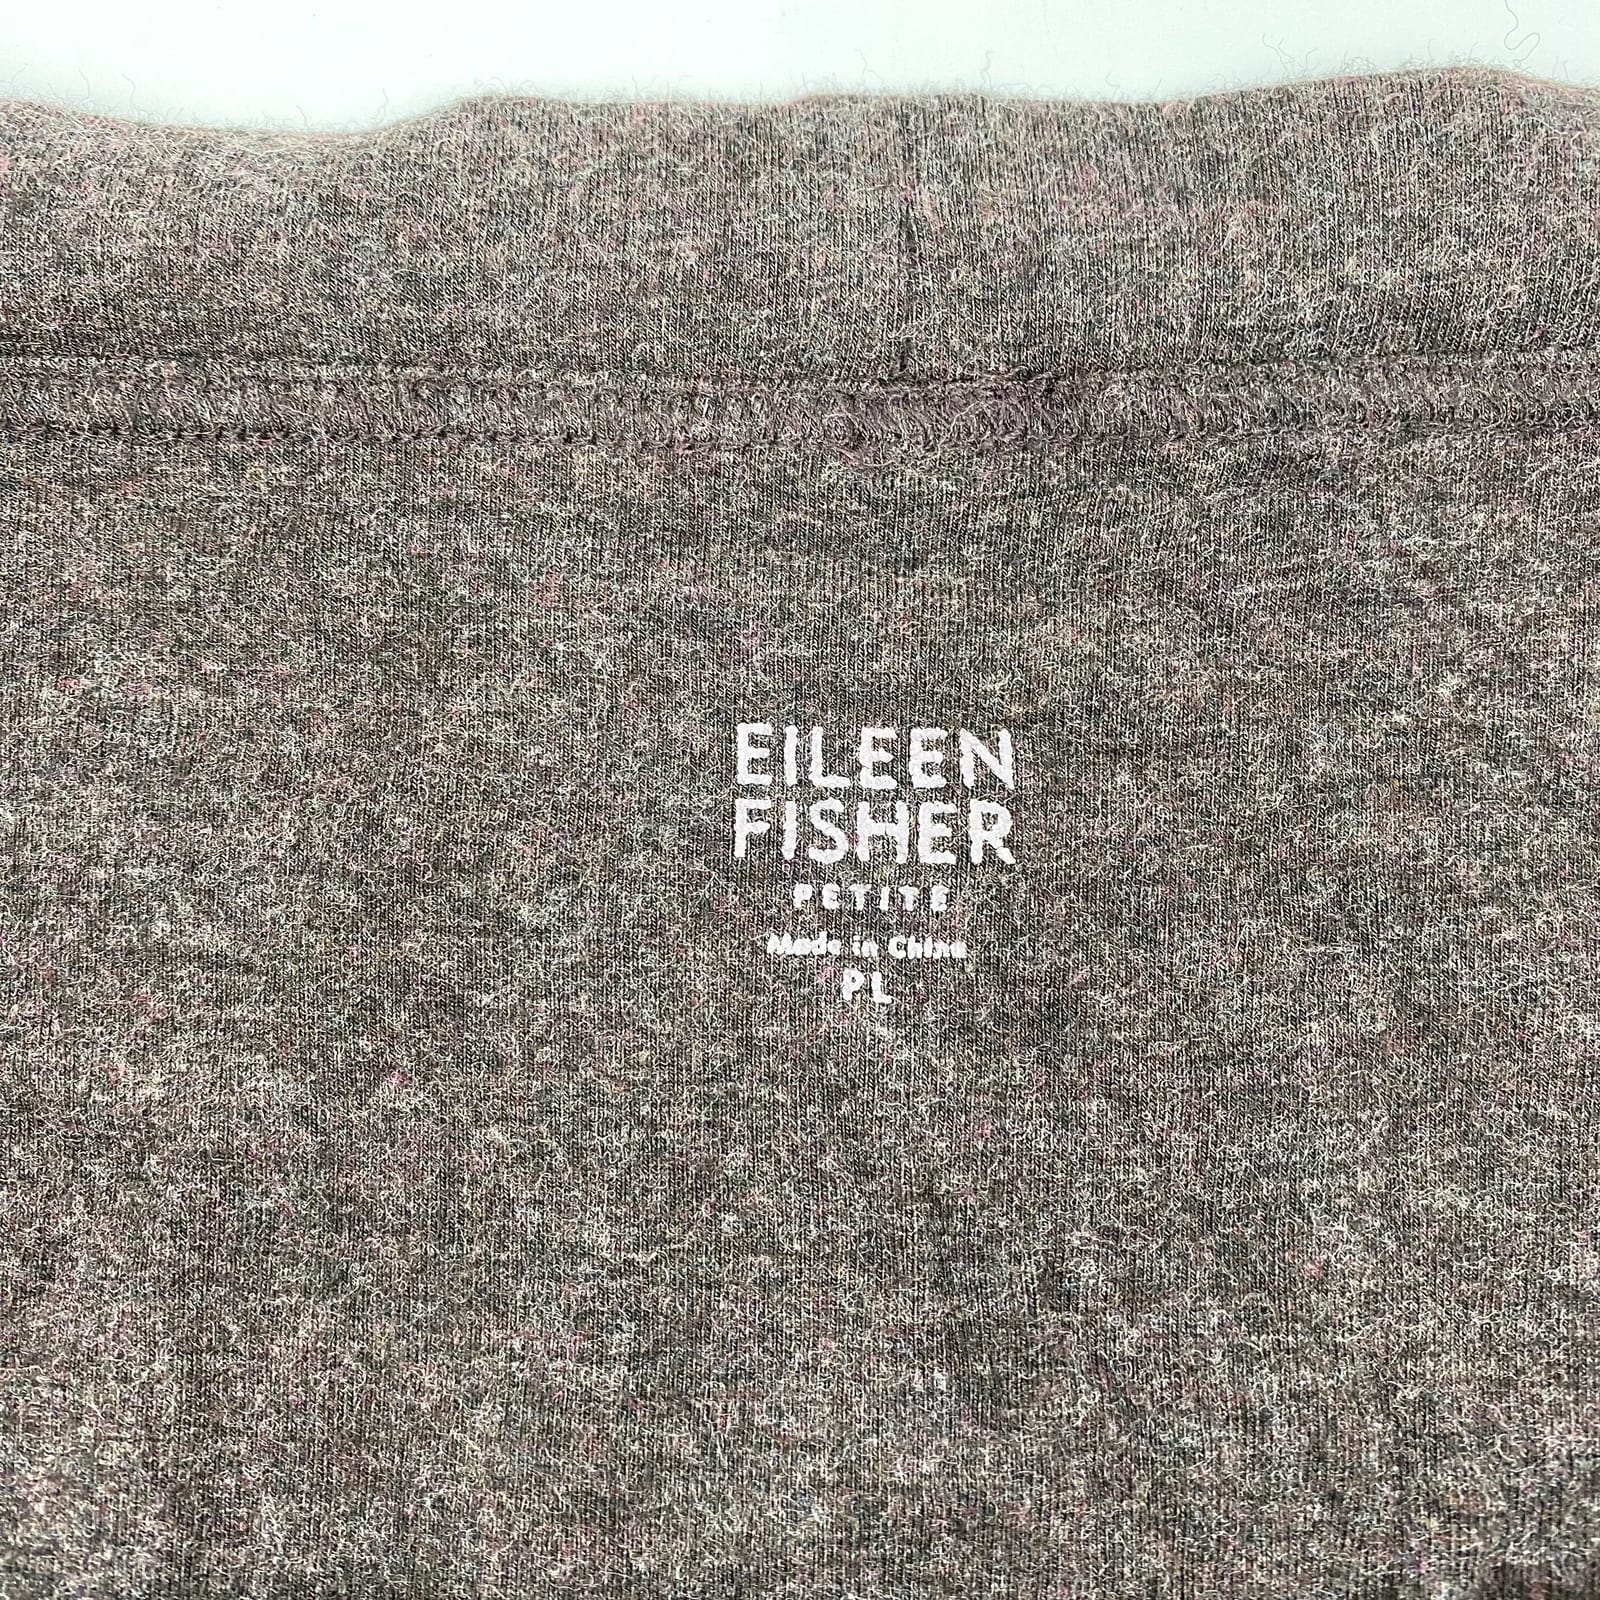 EILEEN
FISHER
PETITE
Made in China
PL